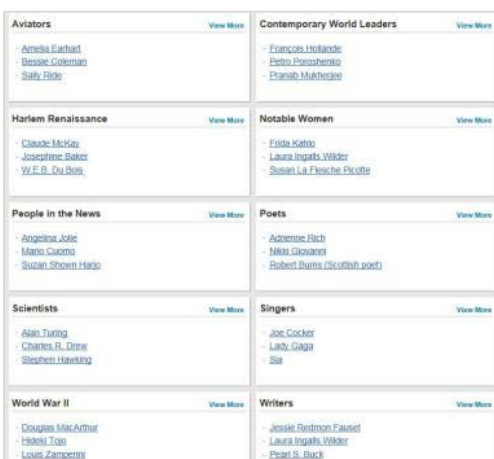 Aviators View More
Amelia Earhart
Bessie Coleman
Sally Ride
Contemporary World Leaders View More
François Hollande
Petro Poroshenko
Pranab Mukherjee
Harlem Renaissance View More
Claude McKay
Josephine Baker
W.E.B. Du Bois
Notable Women View More
Frida Kahlo
Laura Ingalls Wilder
Susan La Flesche Picotte
People in the News View More
Angelina Jolie
Mario Cuomo
Suzan Shown Harjo
Poets View More
Adrienne Rich
Nikki Giovanni
Robert Burns (Scottish poet)
Scientists View More
Alan Turing
Charles R. Drew
Stephen Hawking
Singers View More
Joe Cocker
Lady Gaga
Sia
World War II View More
Douglas MacArthur
Hideki Tojo
Louis Zamperini
Writers View More
Jessie Redmon Fauset
Laura Ingalls Wilder
Pearl S. Buck